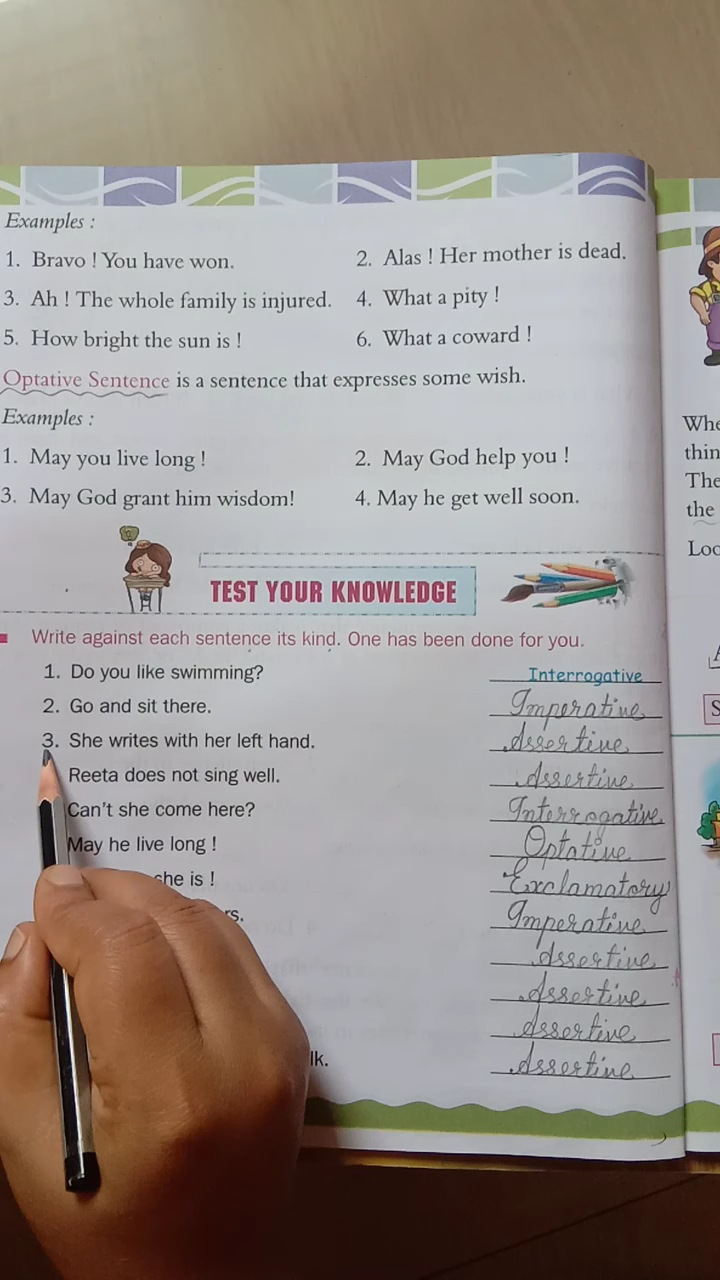 Examples :
1. Bravo ! You have won. 2. Alas ! Her mother is dead.
3. Ah ! The whole family is injured. 4. What a pity !
5. How bright the sun is ! 6. What a coward !
Optative Sentence is a sentence that expresses some wish.
Examples :
1. May you live long ! 2. May God help you !
3. May God grant him wisdom! 4. May he get well soon.
TEST YOUR KNOWLEDGE
Write against each sentence its kind. One has been done for you.
1. Do you like swimming? Interrogative
2. Go and sit there. Imperative
3. She writes with her left hand. Assertive
Reeta does not sing well. Assertive
Can't she come here? Interrogative
May he live long ! Optative
she is ! Exclamatory
Imperative
Assertive
Assertive
Assertive
Assertive
the